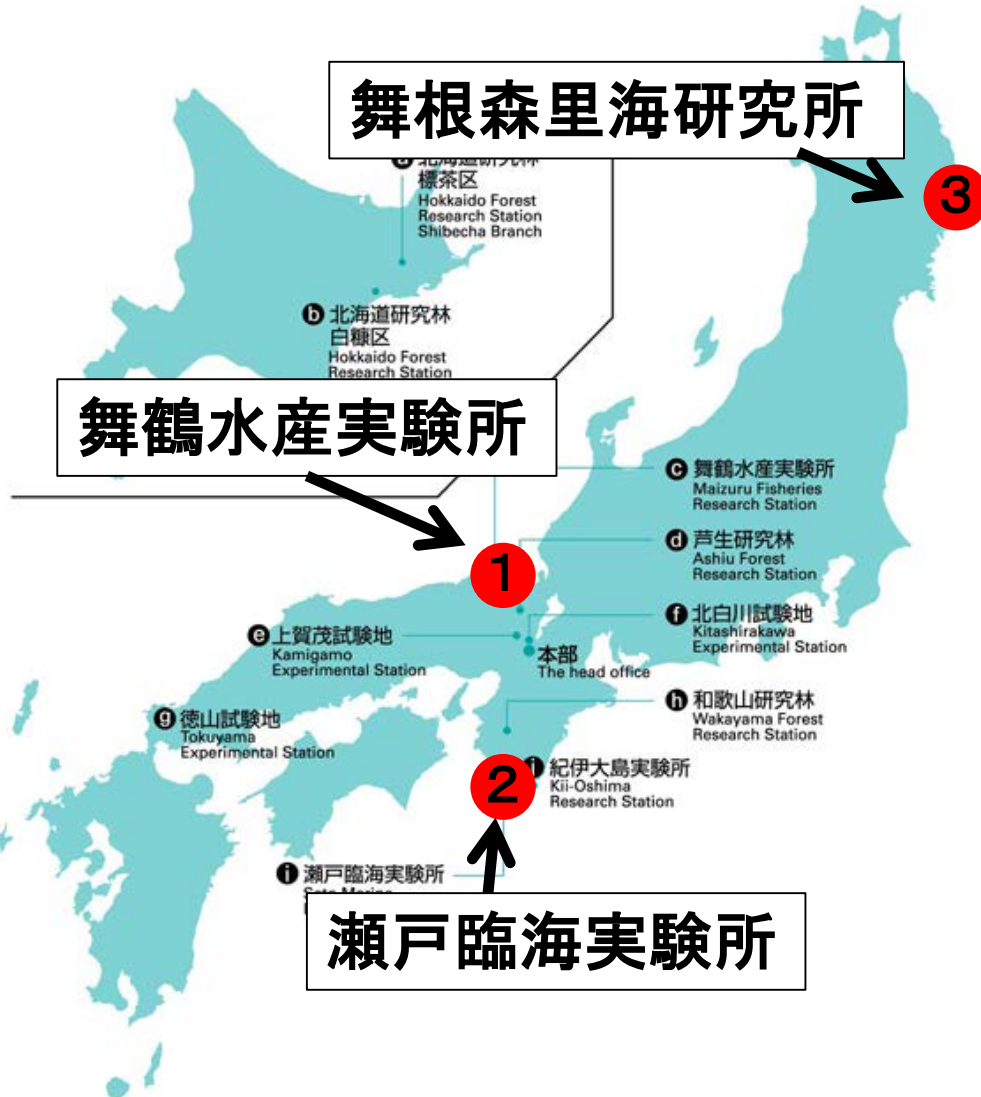 舞根森里海研究所
3
北海道研究林
標茶区
Hokkaido Forest
Research Station
Shibecha Branch
b 北海道研究林
白糠区
Hokkaido Forest
Research Station
舞鶴水産実験所
c 舞鶴水産実験所
Maizuru Fisheries
Research Station
1
d 芦生研究林
Ashiu Forest
Research Station
f 北白川試験地
Kitashirakawa
Experimental Station
e 上賀茂試験地
Kamigamo
Experimental Station
本部
The head office
h 和歌山研究林
Wakayama Forest
Research Station
g 徳山試験地
Tokuyama
Experimental Station
2
紀伊大島実験所
Kii-Oshima
Research Station
瀬戸臨海実験所
瀬戸臨海実験所